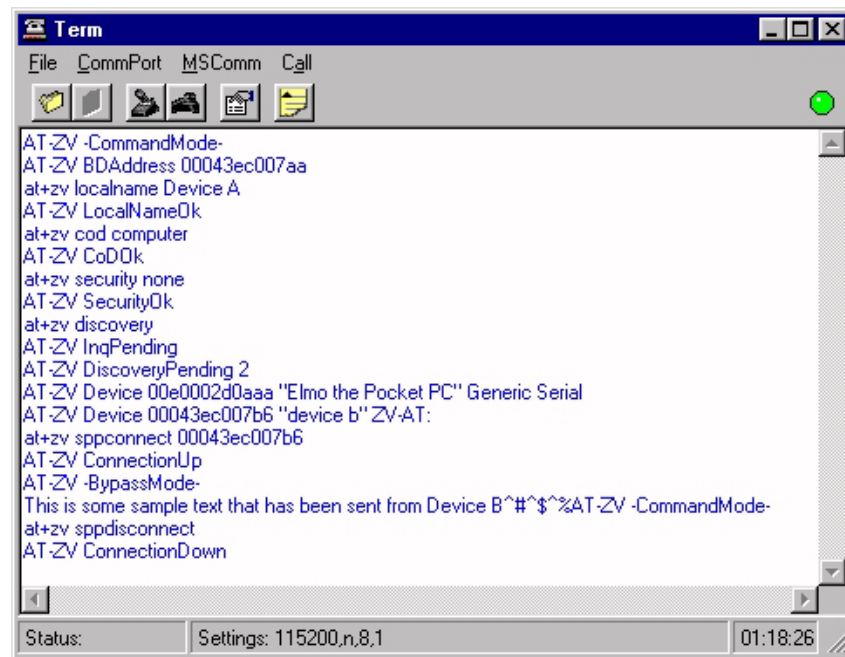 Term
File CommPort MSComm Call
AT-ZV -CommandMode-
AT-ZV BDAddress 00043ec007aa
at+zv localname Device A
AT-ZV LocalNameOk
at+zv cod computer
AT-ZV CoDOk
at+zv security none
AT-ZV SecurityOk
at+zv discovery
AT-ZV InqPending
AT-ZV DiscoveryPending 2
AT-ZV Device 00e0002d0aaa "Elmo the Pocket PC" Generic Serial
AT-ZV Device 00043ec007b6 "device b" ZV-AT:
at+zv sppconnect 00043ec007b6
AT-ZV ConnectionUp
AT-ZV -BypassMode-
This is some sample text that has been sent from Device B^#^$^%AT-ZV -CommandMode-
at+zv sppdisconnect
AT-ZV ConnectionDown
Status: Settings: 115200,n,8,1 01:18:26